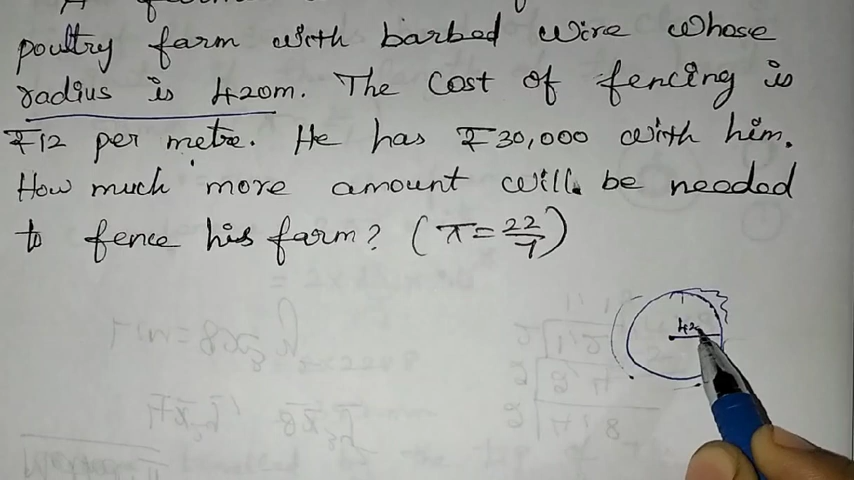 poultry farm with barbed wire whose
radius is 420m. The cost of fencing is
₹12 per metre. He has ₹30,000 with him.
How much more amount will be needed
to fence his farm? (π=22/7)
42